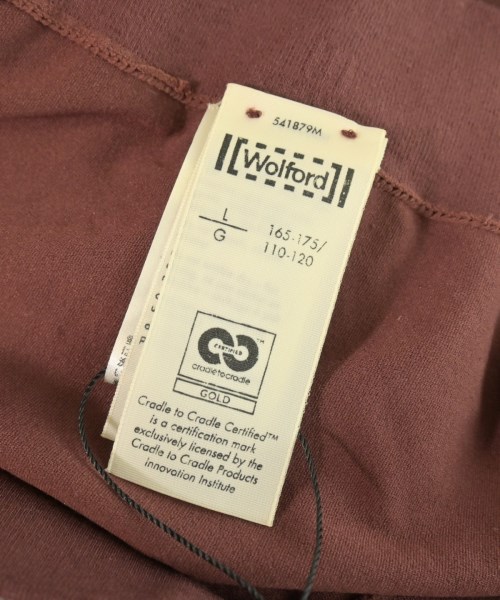 541879M
Wolford
L
G
165-175/
110-120
CERTIFIED
cradletocradle
TM
GOLD
Cradle to Cradle Certified™
is a certification mark
exclusively licensed by the
Cradle to Cradle Products
innovation Institute